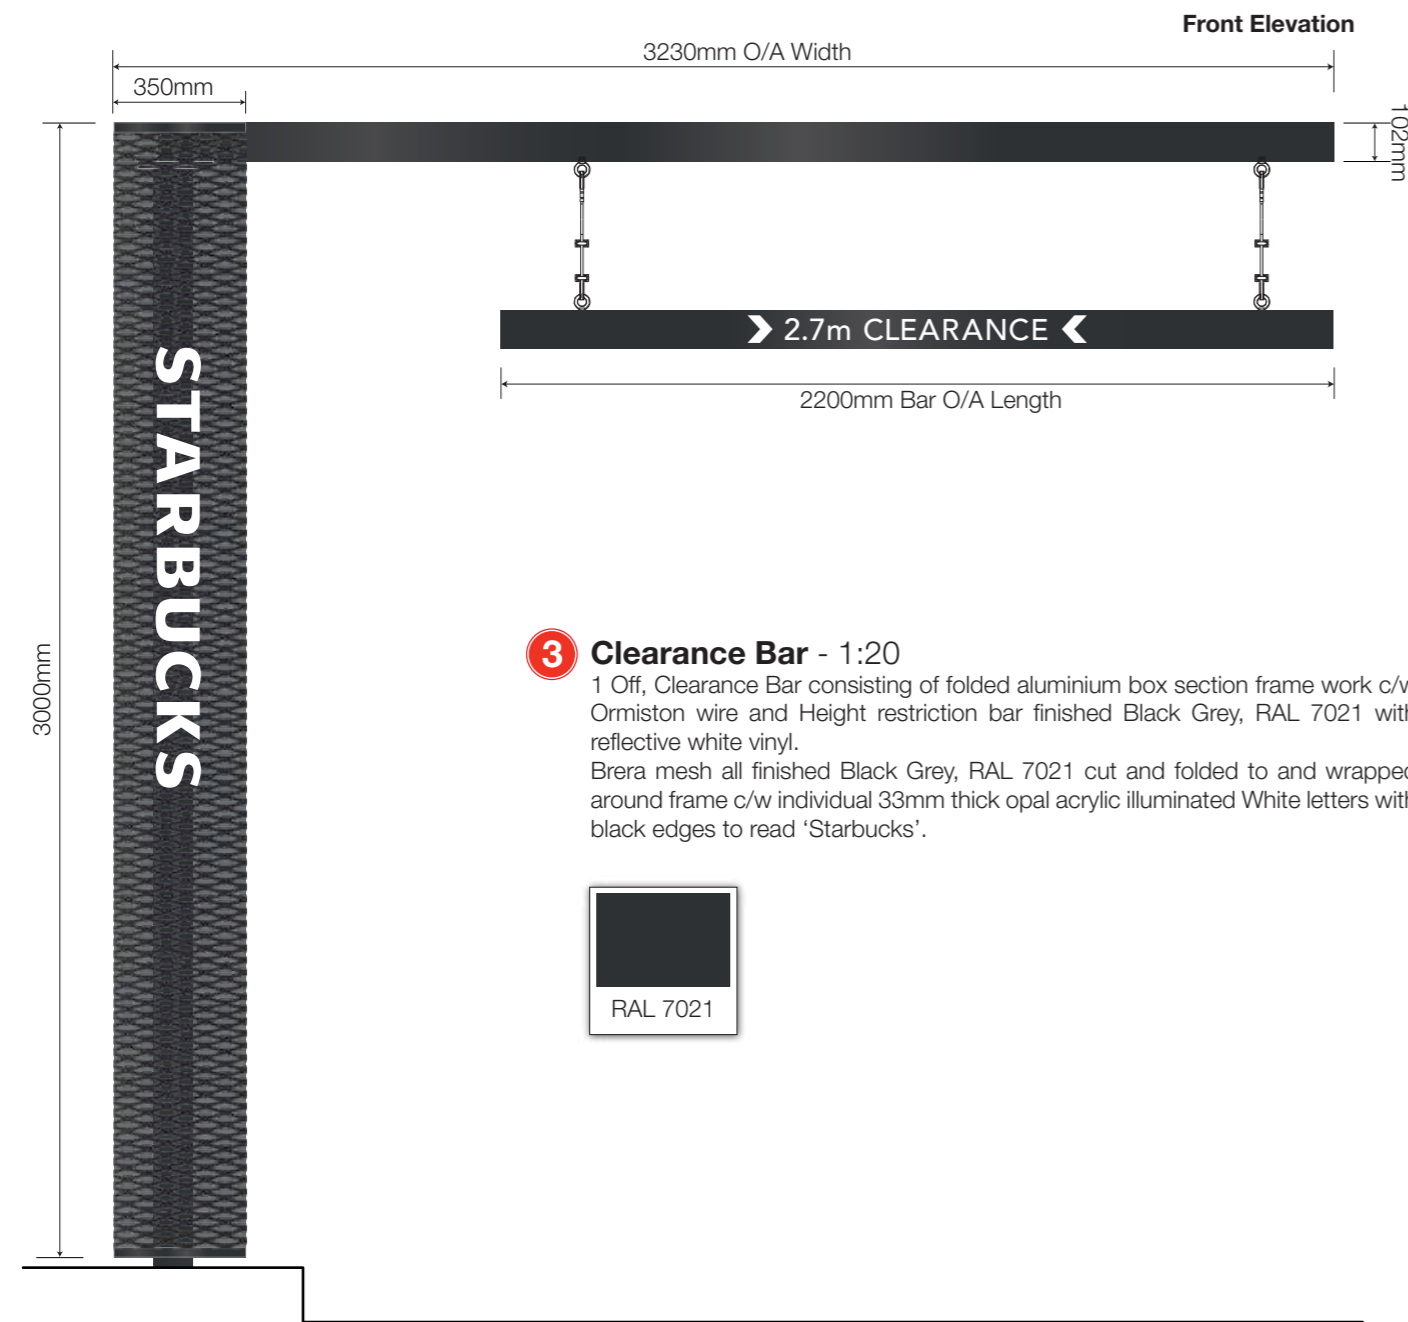 Front Elevation
3230mm O/A Width
350mm
102mm
2.7m CLEARANCE
2200mm Bar O/A Length
STARBUCKS
3000mm
3 Clearance Bar - 1:20
1 Off, Clearance Bar consisting of folded aluminium box section frame work c/w
Ormiston wire and Height restriction bar finished Black Grey, RAL 7021 with
reflective white vinyl.
Brera mesh all finished Black Grey, RAL 7021 cut and folded to and wrapped
around frame c/w individual 33mm thick opal acrylic illuminated White letters with
black edges to read ‘Starbucks’.
RAL 7021